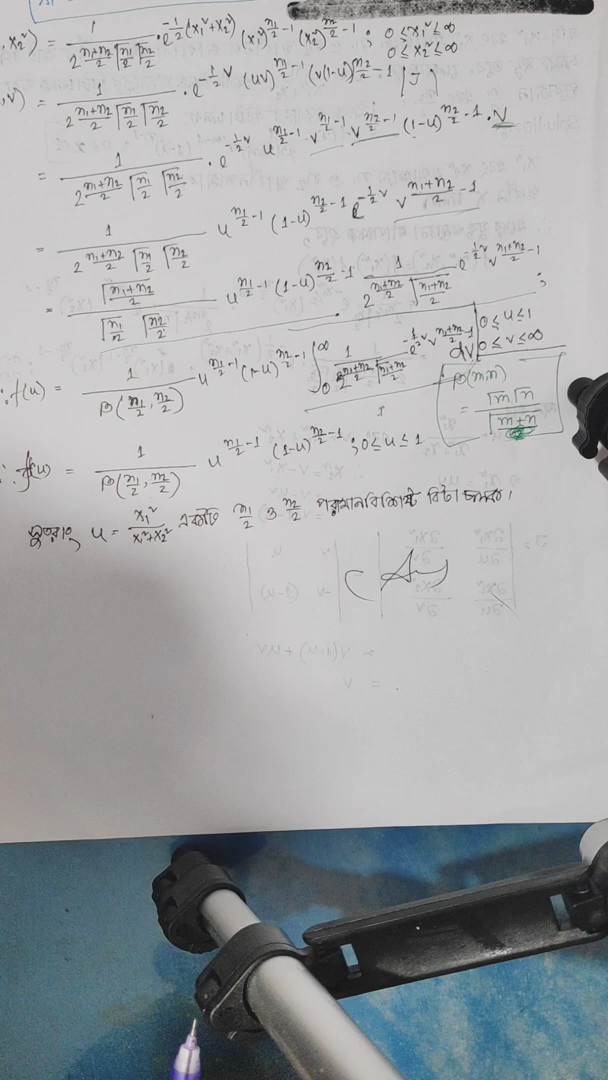 , x₂²) = 1/(2^((n₁+n₂)/2) Γ(n₁/2) Γ(n₂/2)) · e^(-½(x₁²+x₂²)) (x₁²)^(n₁/2 -1) (x₂²)^(n₂/2 -1) ; 0 ≤ x₁² ≤ ∞
0 ≤ x₂² ≤ ∞
,v) = 1/(2^((n₁+n₂)/2) Γ(n₁/2) Γ(n₂/2)) · e^(-½v) (uv)^(n₁/2 -1) (v(1-u))^(n₂/2 -1) |J|
= 1/(2^((n₁+n₂)/2) Γ(n₁/2) Γ(n₂/2)) · e^(-½v) u^(n₁/2 -1) · v^(n₁/2 -1) v^(n₂/2 -1) (1-u)^(n₂/2 -1) · v
= 1/(2^((n₁+n₂)/2) Γ(n₁/2) Γ(n₂/2)) u^(n₁/2 -1) (1-u)^(n₂/2 -1) e^(-½v) v^((n₁+n₂)/2 -1)
= Γ((n₁+n₂)/2)/(Γ(n₁/2) Γ(n₂/2)) u^(n₁/2 -1) (1-u)^(n₂/2 -1) · 1/(2^((n₁+n₂)/2) Γ((n₁+n₂)/2)) e^(-½v) v^((n₁+n₂)/2 -1) ;
0 ≤ u ≤ 1
0 ≤ v ≤ ∞
∴ f(u) = 1/β(n₁/2, n₂/2) u^(n₁/2 -1) (1-u)^(n₂/2 -1) ∫₀^∞ 1/(2^((n₁+n₂)/2) Γ((n₁+n₂)/2)) e^(-½v) v^((n₁+n₂)/2 -1) dv
1
β(m,n)
= Γm Γn / Γ(m+n)
∴ f(u) = 1/β(n₁/2, n₂/2) u^(n₁/2 -1) (1-u)^(n₂/2 -1) ; 0 ≤ u ≤ 1
সুতরাং u = x₁²/(x₁²+x₂²) একটি n₁/2 ও n₂/2 পরামানবিশিষ্ট বিটা চলক।